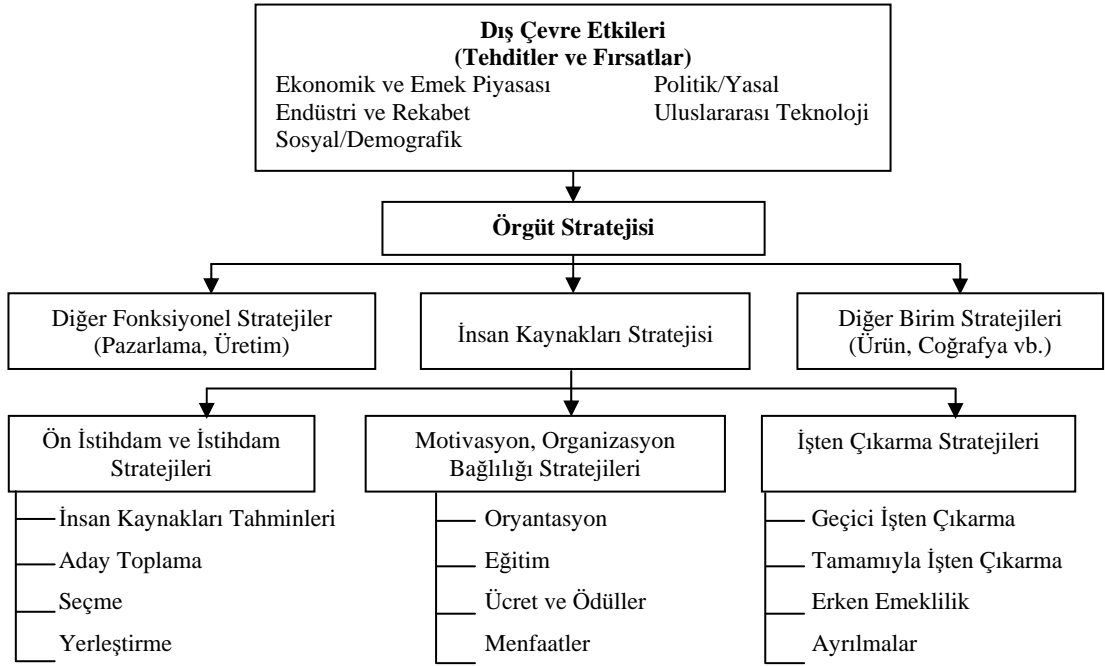 Dış Çevre Etkileri
(Tehditler ve Fırsatlar)
Ekonomik ve Emek Piyasası
Endüstri ve Rekabet
Sosyal/Demografik
Politik/Yasal
Uluslararası Teknoloji
Örgüt Stratejisi
Diğer Fonksiyonel Stratejiler
(Pazarlama, Üretim)
İnsan Kaynakları Stratejisi
Diğer Birim Stratejileri
(Ürün, Coğrafya vb.)
Ön İstihdam ve İstihdam
Stratejileri
İnsan Kaynakları Tahminleri
Aday Toplama
Seçme
Yerleştirme
Motivasyon, Organizasyon
Bağlılığı Stratejileri
Oryantasyon
Eğitim
Ücret ve Ödüller
Menfaatler
İşten Çıkarma Stratejileri
Geçici İşten Çıkarma
Tamamıyla İşten Çıkarma
Erken Emeklilik
Ayrılmalar